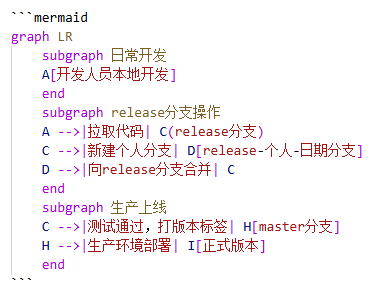 ```mermaid
graph LR
    subgraph 日常开发
    A[开发人员本地开发]
    end
    subgraph release分支操作
    A -->|拉取代码| C(release分支)
    C -->|新建个人分支| D[release-个人-日期分支]
    D -->|向release分支合并| C
    end
    subgraph 生产上线
    C -->|测试通过，打版本标签| H[master分支]
    H -->|生产环境部署| I[正式版本]
    end
```